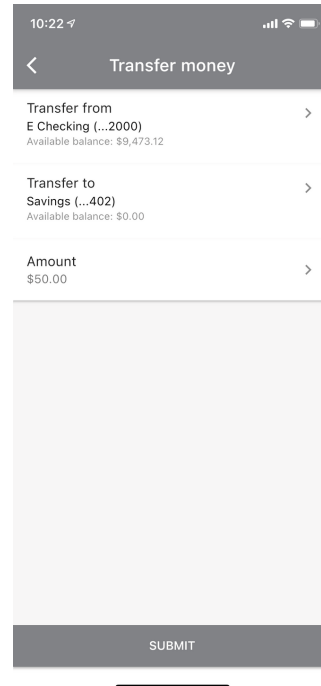 10:22
Transfer money
Transfer from
E Checking (...2000)
Available balance: $9,473.12
Transfer to
Savings (...402)
Available balance: $0.00
Amount
$50.00
SUBMIT